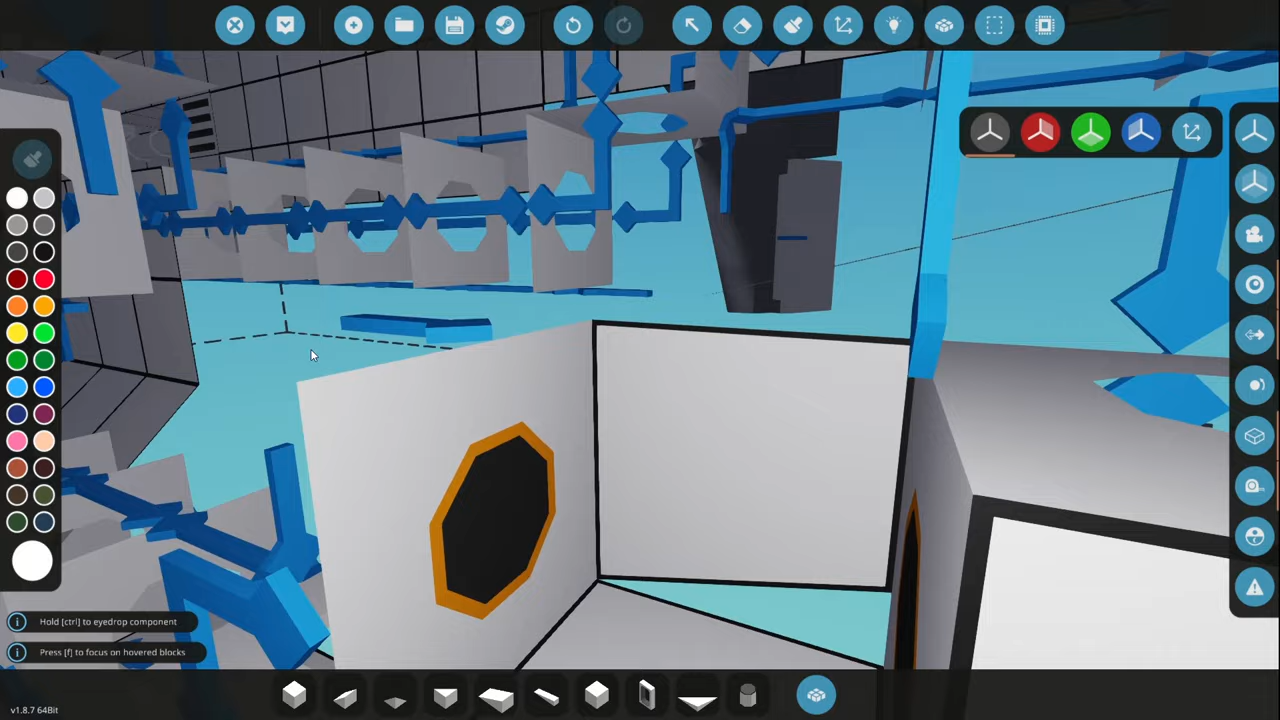 Hold [ctrl] to eyedrop component
Press [f] to focus on hovered blocks
v1.8.7 64Bit